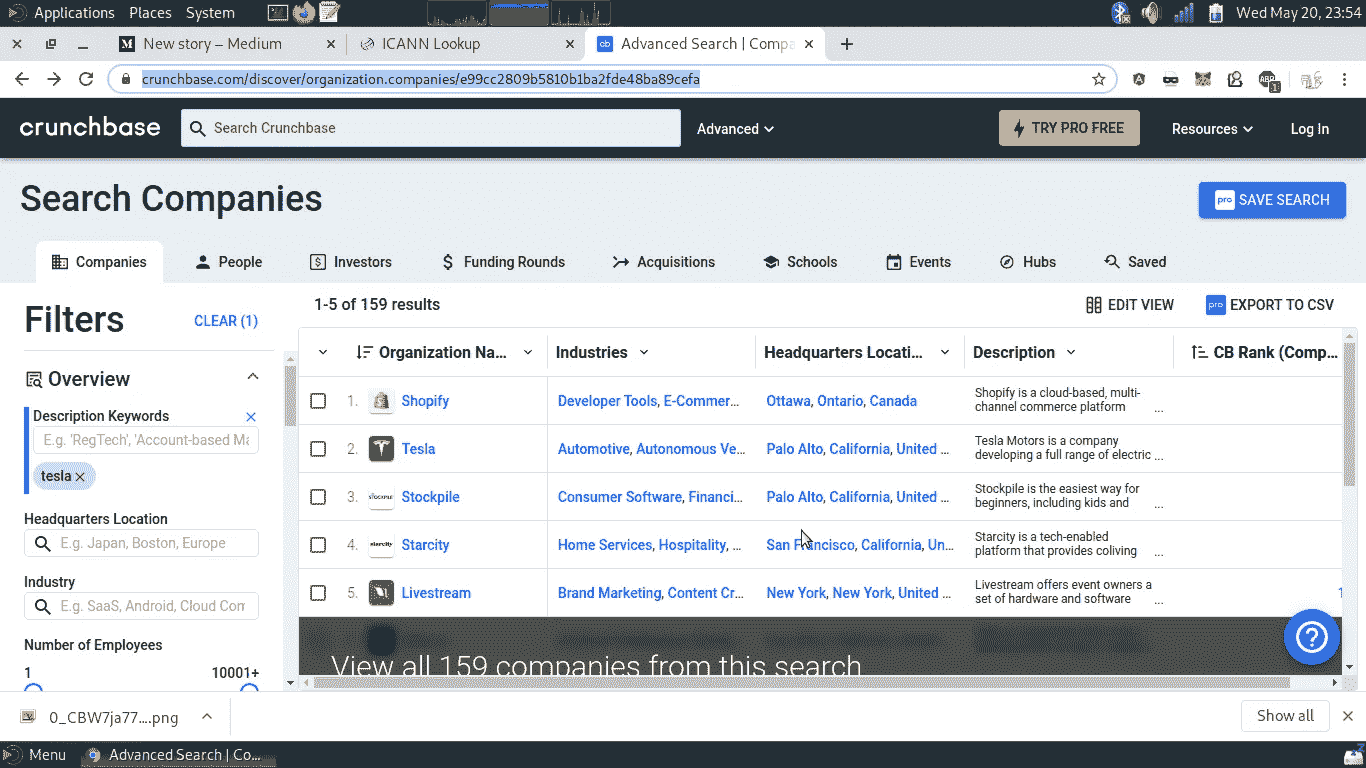 Applications Places System Wed May 20, 23:54
New story – Medium ICANN Lookup cb Advanced Search | Compa
crunchbase.com/discover/organization.companies/e99cc2809b5810b1ba2fde48ba89cefa ABP 1
crunchbase Search Crunchbase Advanced TRY PRO FREE Resources Log In
Search Companies pro SAVE SEARCH
Companies People Investors Funding Rounds Acquisitions Schools Events Hubs Saved
Filters CLEAR (1) 1-5 of 159 results EDIT VIEW pro EXPORT TO CSV
Organization Na... Industries Headquarters Locati... Description CB Rank (Comp...
Overview
Description Keywords
E.g. 'RegTech', 'Account-based Ma
tesla
Headquarters Location
E.g. Japan, Boston, Europe
Industry
E.g. SaaS, Android, Cloud Com
Number of Employees
1 10001+
1. Shopify Developer Tools, E-Commer... Ottawa, Ontario, Canada Shopify is a cloud-based, multi-
channel commerce platform ...
2. Tesla Automotive, Autonomous Ve... Palo Alto, California, United ... Tesla Motors is a company
developing a full range of electric ...
3. Stockpile Consumer Software, Financi... Palo Alto, California, United ... Stockpile is the easiest way for
beginners, including kids and ...
4. starcity Starcity Home Services, Hospitality, ... San Francisco, California, Un... Starcity is a tech-enabled
platform that provides coliving ...
5. Livestream Brand Marketing, Content Cr... New York, New York, United ... Livestream offers event owners a
set of hardware and software ... 1
View all 159 companies from this search
0_CBW7ja77....png Show all
Menu Advanced Search | Co...